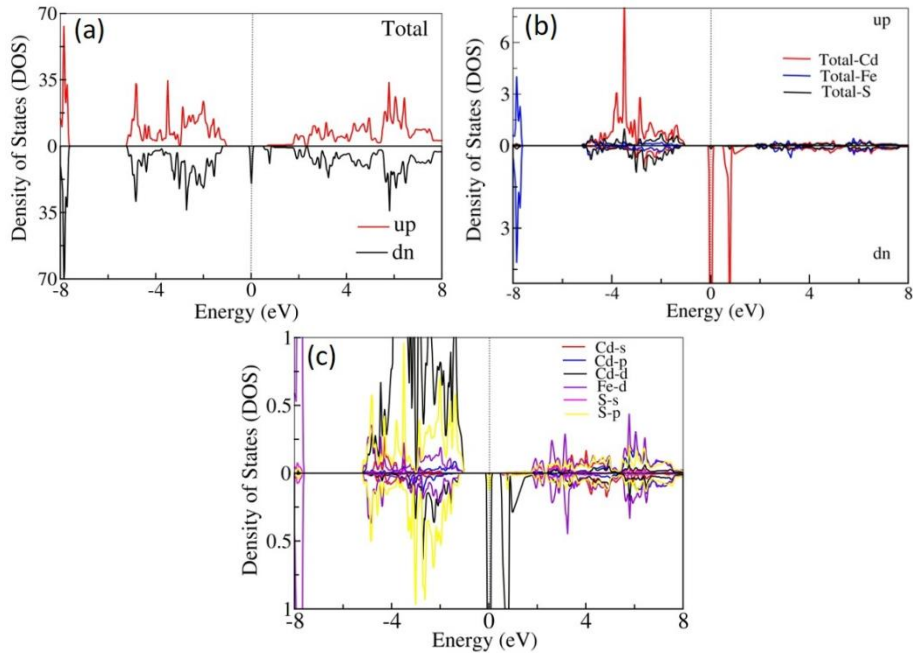 (a)
Total
70
35
0
35
70
Density of States (DOS)
up
dn
-8
-4
0
4
8
Energy (eV)
(b)
up
6
3
0
3
Density of States (DOS)
Total-Cd
Total-Fe
Total-S
dn
-8
-4
0
4
8
Energy (eV)
(c)
1
0.5
0
0.5
1
Density of States (DOS)
Cd-s
Cd-p
Cd-d
Fe-d
S-s
S-p
-8
-4
0
4
8
Energy (eV)